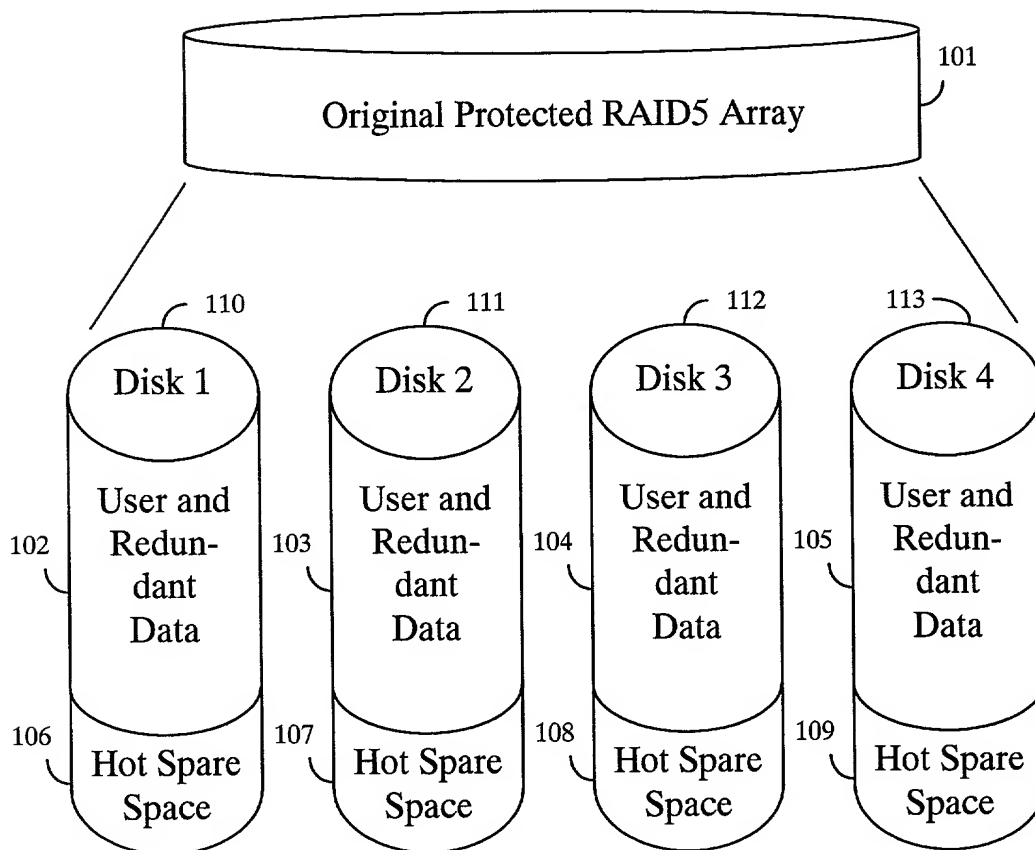 101
Original Protected RAID5 Array
110
111
112
113
Disk 1
Disk 2
Disk 3
Disk 4
102
User and
Redun-
dant
Data
103
User and
Redun-
dant
Data
104
User and
Redun-
dant
Data
105
User and
Redun-
dant
Data
106
Hot Spare
Space
107
Hot Spare
Space
108
Hot Spare
Space
109
Hot Spare
Space